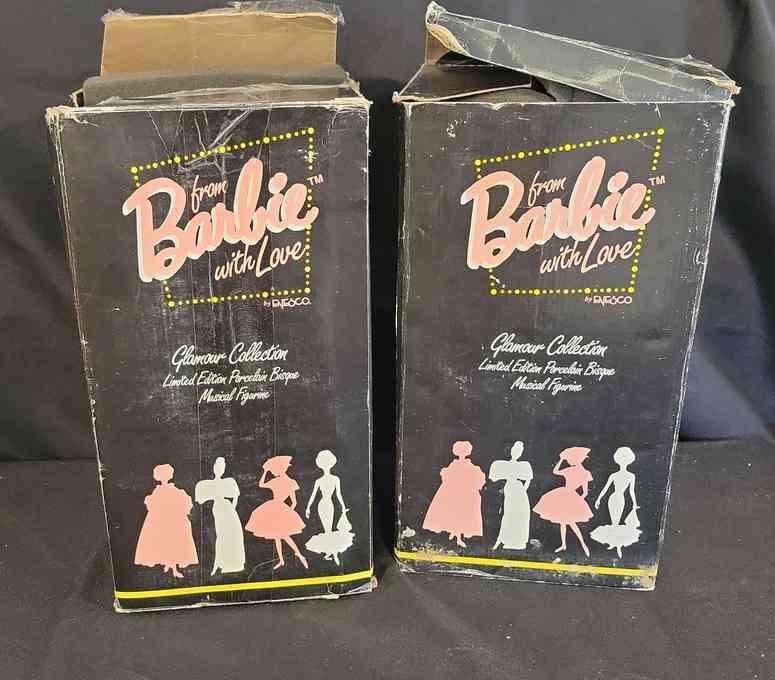 from
Barbie™
with Love
by ENESCO.
Glamour Collection
Limited Edition Porcelain Bisque
Musical Figurine
from
Barbie™
with Love
by ENESCO
Glamour Collection
Limited Edition Porcelain Bisque
Musical Figurine